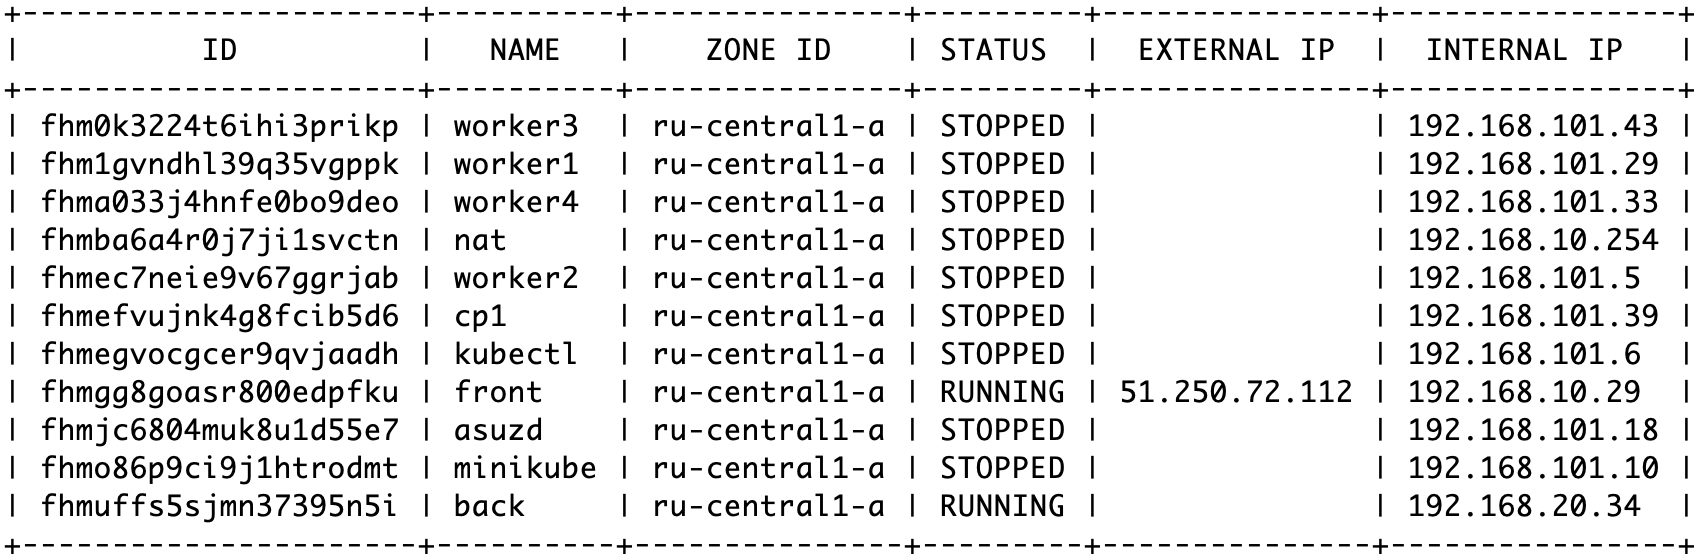 +----------------------+----------+---------------+---------+---------------+----------------+
|          ID          |   NAME   |    ZONE ID    | STATUS  |  EXTERNAL IP  |  INTERNAL IP   |
+----------------------+----------+---------------+---------+---------------+----------------+
| fhm0k3224t6ihi3prikp | worker3  | ru-central1-a | STOPPED |               | 192.168.101.43 |
| fhm1gvndhl39q35vgppk | worker1  | ru-central1-a | STOPPED |               | 192.168.101.29 |
| fhma033j4hnfe0bo9deo | worker4  | ru-central1-a | STOPPED |               | 192.168.101.33 |
| fhmba6a4r0j7ji1svctn | nat      | ru-central1-a | STOPPED |               | 192.168.10.254 |
| fhmec7neie9v67ggrjab | worker2  | ru-central1-a | STOPPED |               | 192.168.101.5  |
| fhmefvujnk4g8fcib5d6 | cp1      | ru-central1-a | STOPPED |               | 192.168.101.39 |
| fhmegvocgcer9qvjaadh | kubectl  | ru-central1-a | STOPPED |               | 192.168.101.6  |
| fhmgg8goasr800edpfku | front    | ru-central1-a | RUNNING | 51.250.72.112 | 192.168.10.29  |
| fhmjc6804muk8u1d55e7 | asuzd    | ru-central1-a | STOPPED |               | 192.168.101.18 |
| fhmo86p9ci9j1htrodmt | minikube | ru-central1-a | STOPPED |               | 192.168.101.10 |
| fhmuffs5sjmn37395n5i | back     | ru-central1-a | RUNNING |               | 192.168.20.34  |
+----------------------+----------+---------------+---------+---------------+----------------+